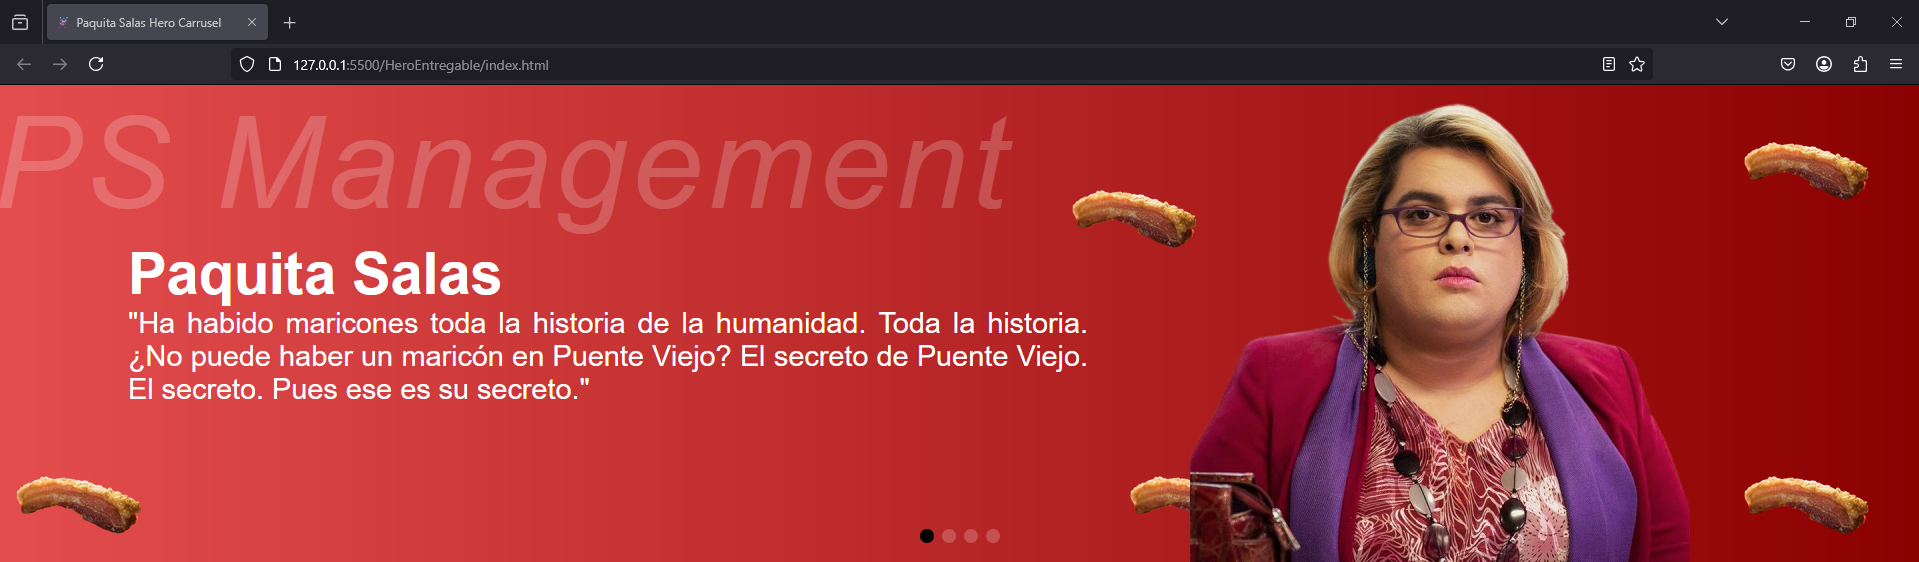 Paquita Salas Hero Carrusel
127.0.0.1:5500/HeroEntregable/index.html
PS Management
Paquita Salas
"Ha habido maricones toda la historia de la humanidad. Toda la historia.
¿No puede haber un maricón en Puente Viejo? El secreto de Puente Viejo.
El secreto. Pues ese es su secreto."